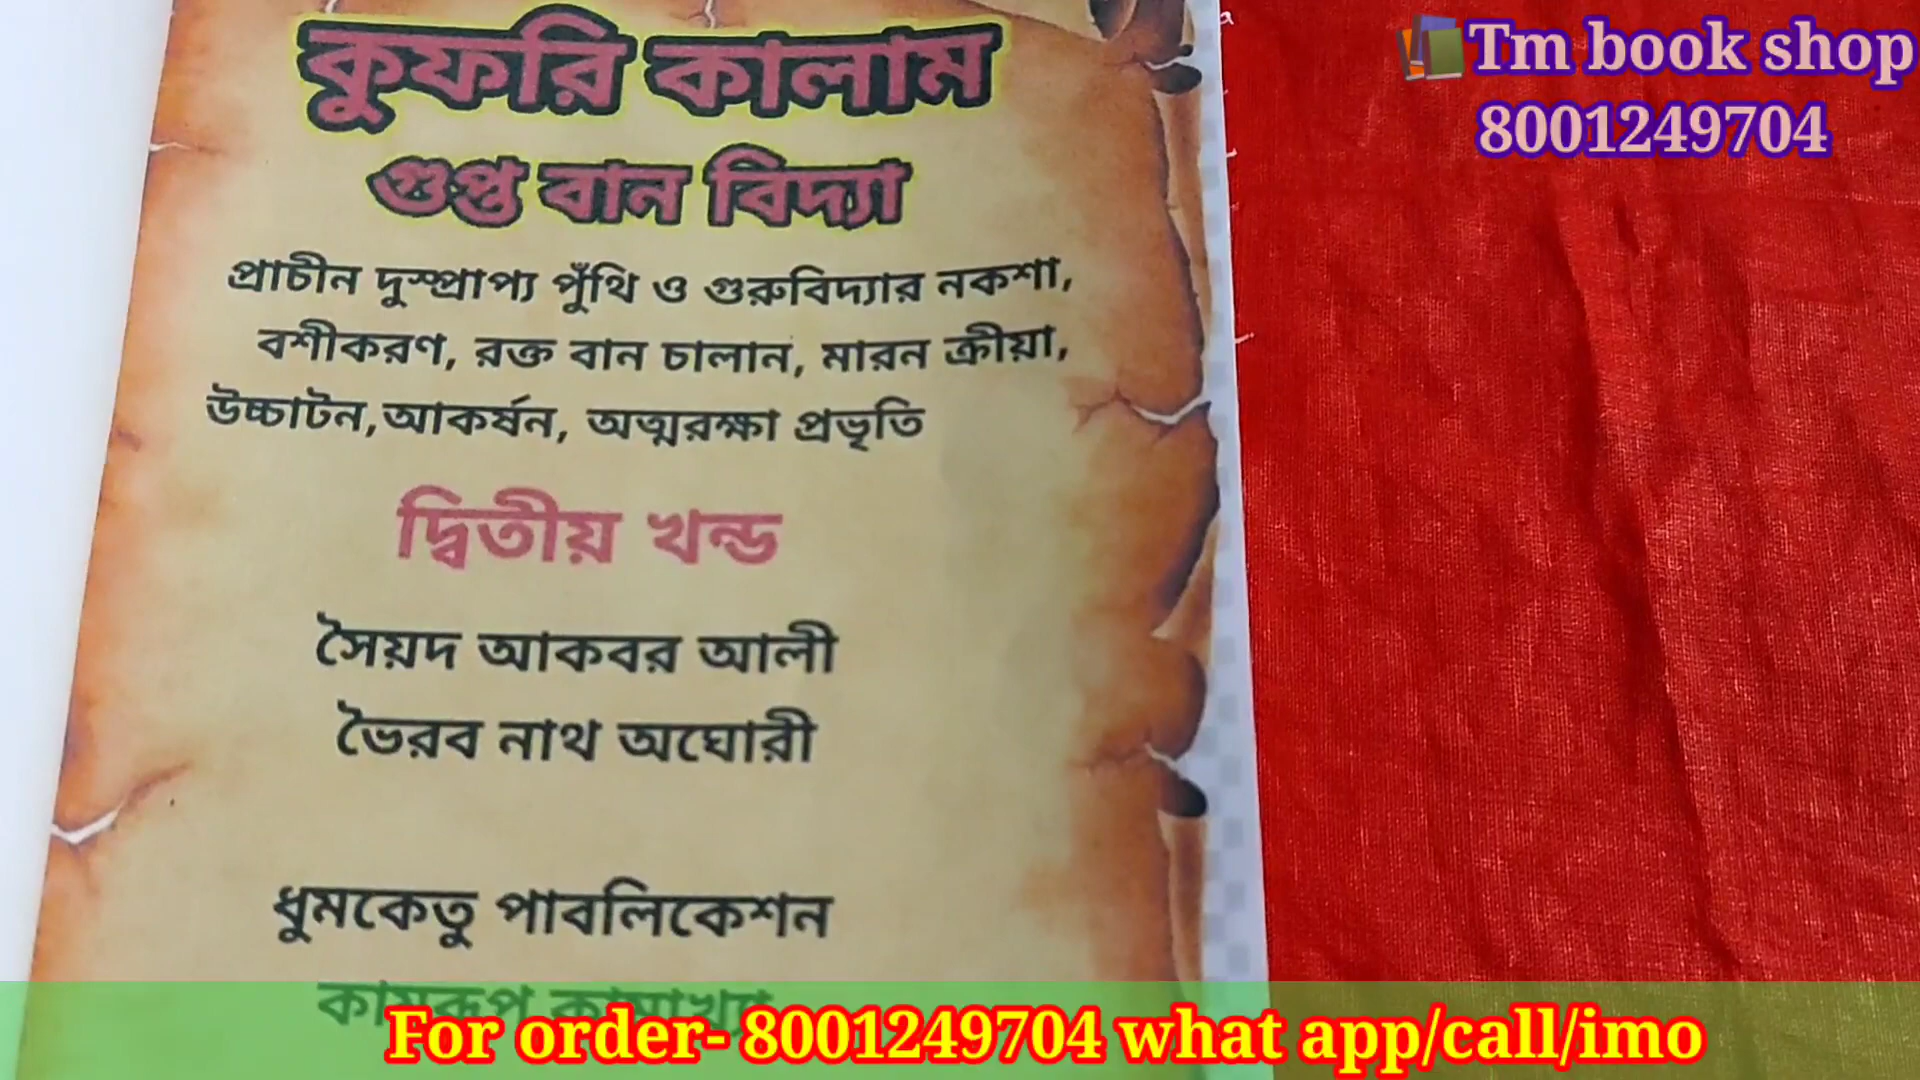 কুফরি কালাম
গুপ্ত বান বিদ্যা
প্রাচীন দুস্প্রাপ্য পুঁথি ও গুরুবিদ্যার নকশা,
বশীকরণ, রক্ত বান চালান, মারন ক্রীয়া,
উচ্চাটন,আকর্ষন, অত্মরক্ষা প্রভৃতি
দ্বিতীয় খন্ড
সৈয়দ আকবর আলী
ভৈরব নাথ অঘোরী
ধুমকেতু পাবলিকেশন
কামরূপ কামাখ্যা
Tm book shop
8001249704
For order- 8001249704 what app/call/imo